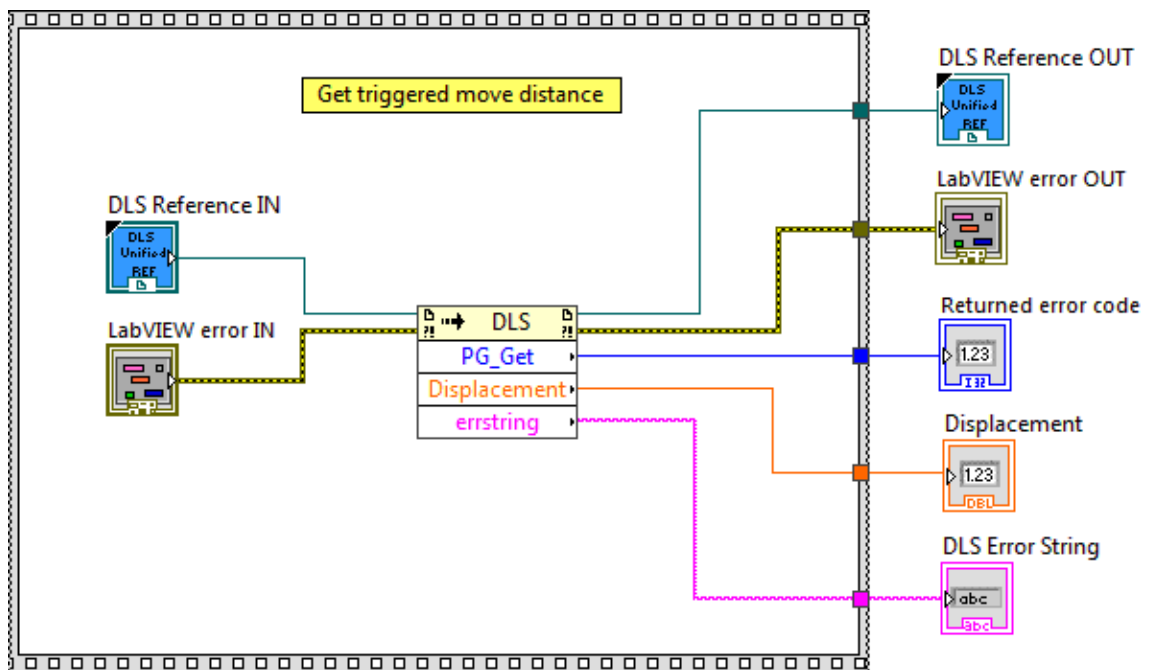 Get triggered move distance
DLS Reference IN
DLS
Unified
REF
LabVIEW error IN
?! DLS ?!
PG_Get
Displacement
errstring
DLS Reference OUT
DLS
Unified
REF
LabVIEW error OUT
Returned error code
1.23
I32
Displacement
1.23
DBL
DLS Error String
abc
abc